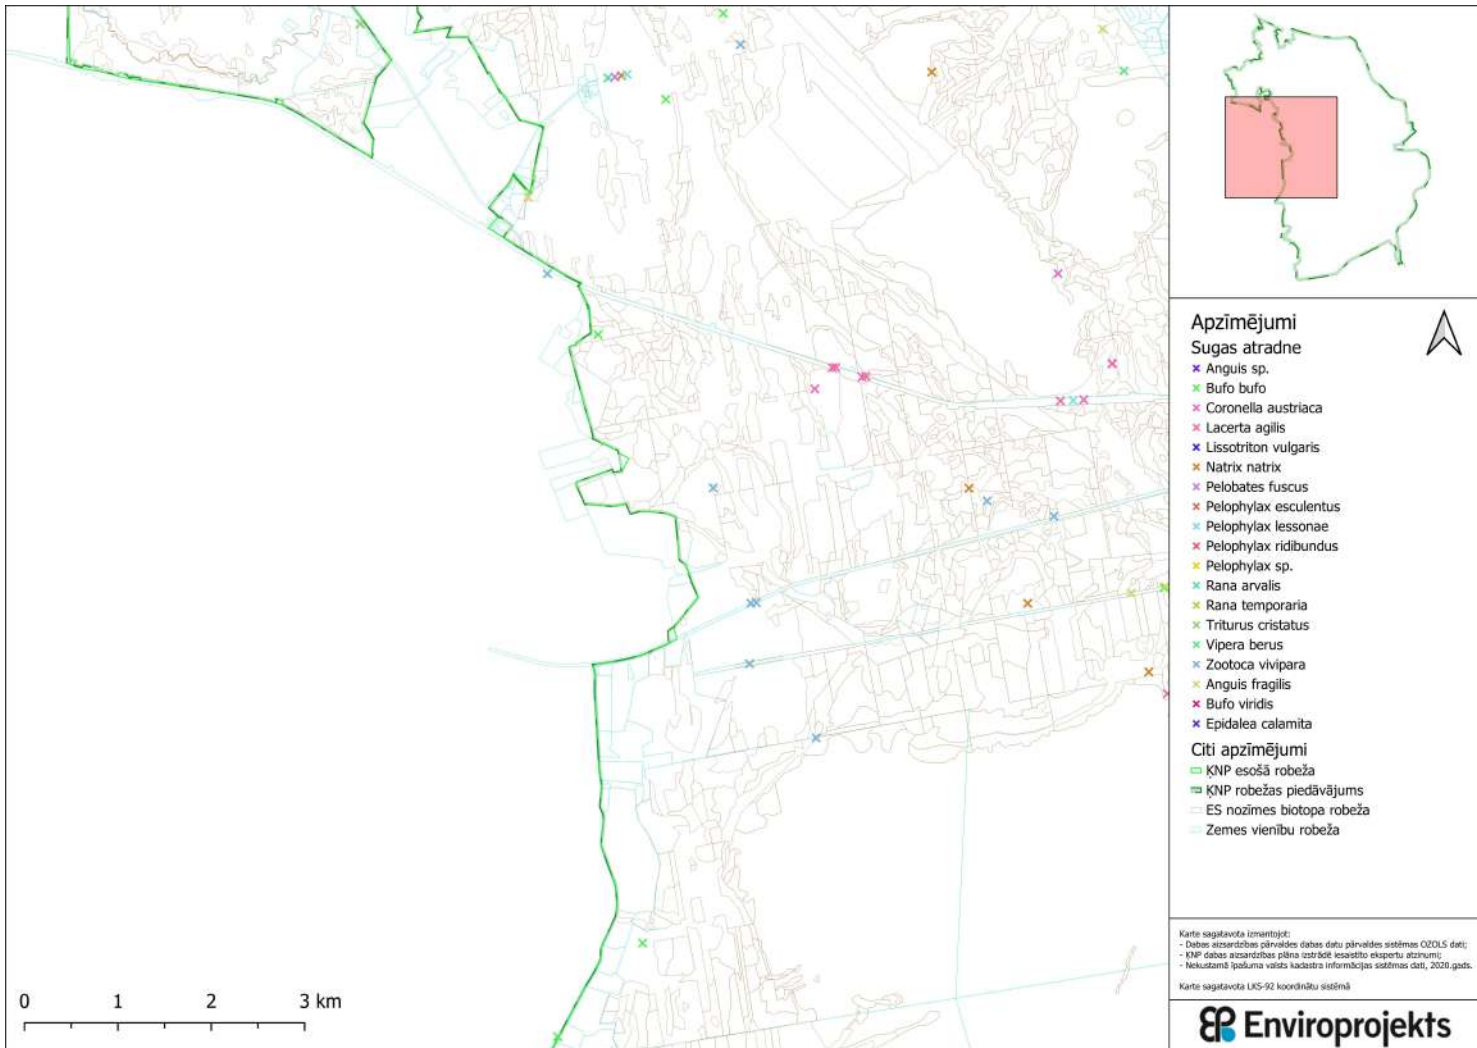 Apzīmējumi
Sugas atradne
Anguis sp.
Bufo bufo
Coronella austriaca
Lacerta agilis
Lissotriton vulgaris
Natrix natrix
Pelobates fuscus
Pelophylax esculentus
Pelophylax lessonae
Pelophylax ridibundus
Pelophylax sp.
Rana arvalis
Rana temporaria
Triturus cristatus
Vipera berus
Zootoca vivipara
Anguis fragilis
Bufo viridis
Epidalea calamita
Citi apzīmējumi
ĶNP esošā robeža
ĶNP robežas piedāvājums
ES nozīmes biotopa robeža
Zemes vienību robeža
Karte sagatavota izmantojot:
- Dabas aizsardzības pārvaldes dabas datu pārvaldes sistēmas OZOLS dati;
- ĶNP dabas aizsardzības plāna izstrādē iesaistīto ekspertu atzinumi;
- Nekustamā īpašuma valsts kadastra informācijas sistēmas dati, 2020.gads.
Karte sagatavota LKS-92 koordinātu sistēmā
Enviroprojekts
0 1 2 3 km